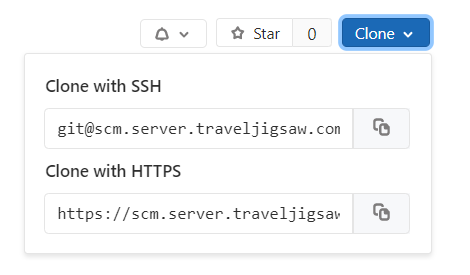 Star 0 Clone
Clone with SSH
git@scm.server.traveljigsaw.com
Clone with HTTPS
https://scm.server.traveljigsaw